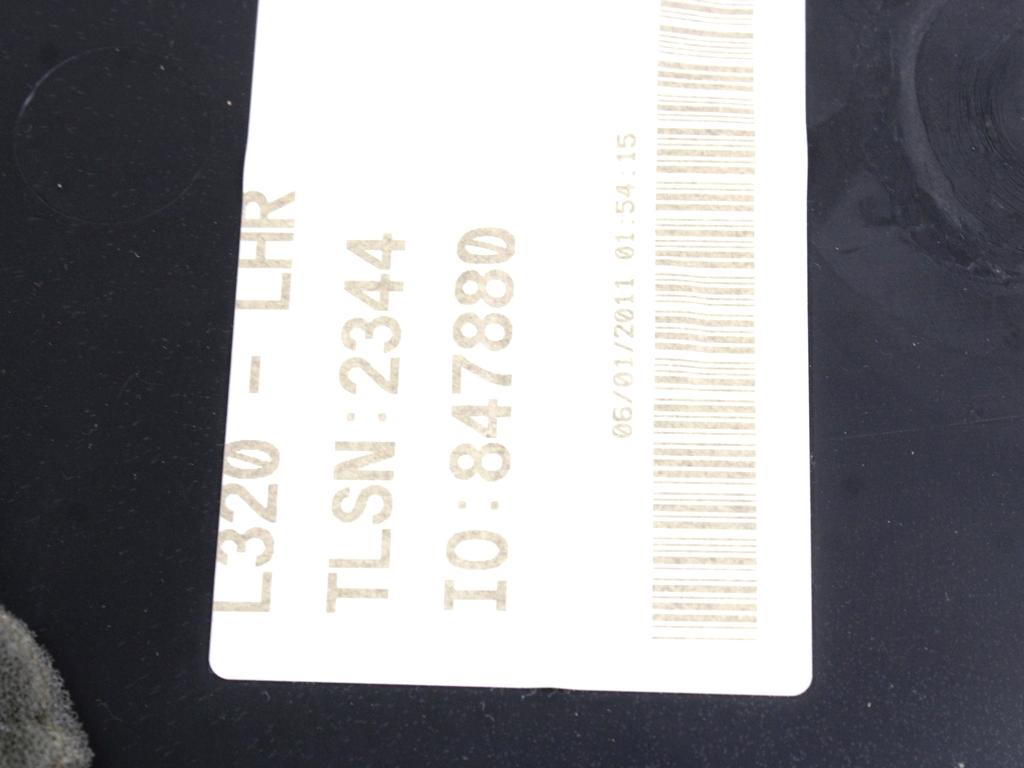 L320 - LHR
TLSN:2344
IO:847880
06/01/2011 01:54:15